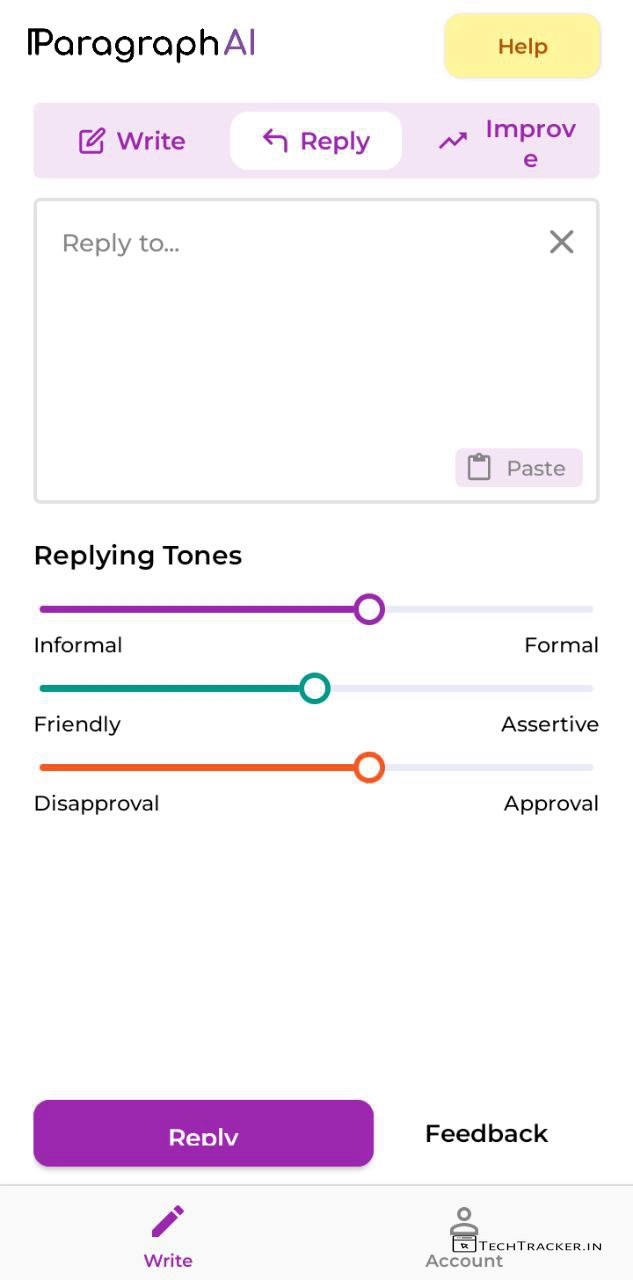 ParagraphAI
Help
Write
Reply
Improv
e
Reply to...
Paste
Replying Tones
Informal
Formal
Friendly
Assertive
Disapproval
Approval
Reply
Feedback
Write
Account
TECHTRACKER.IN